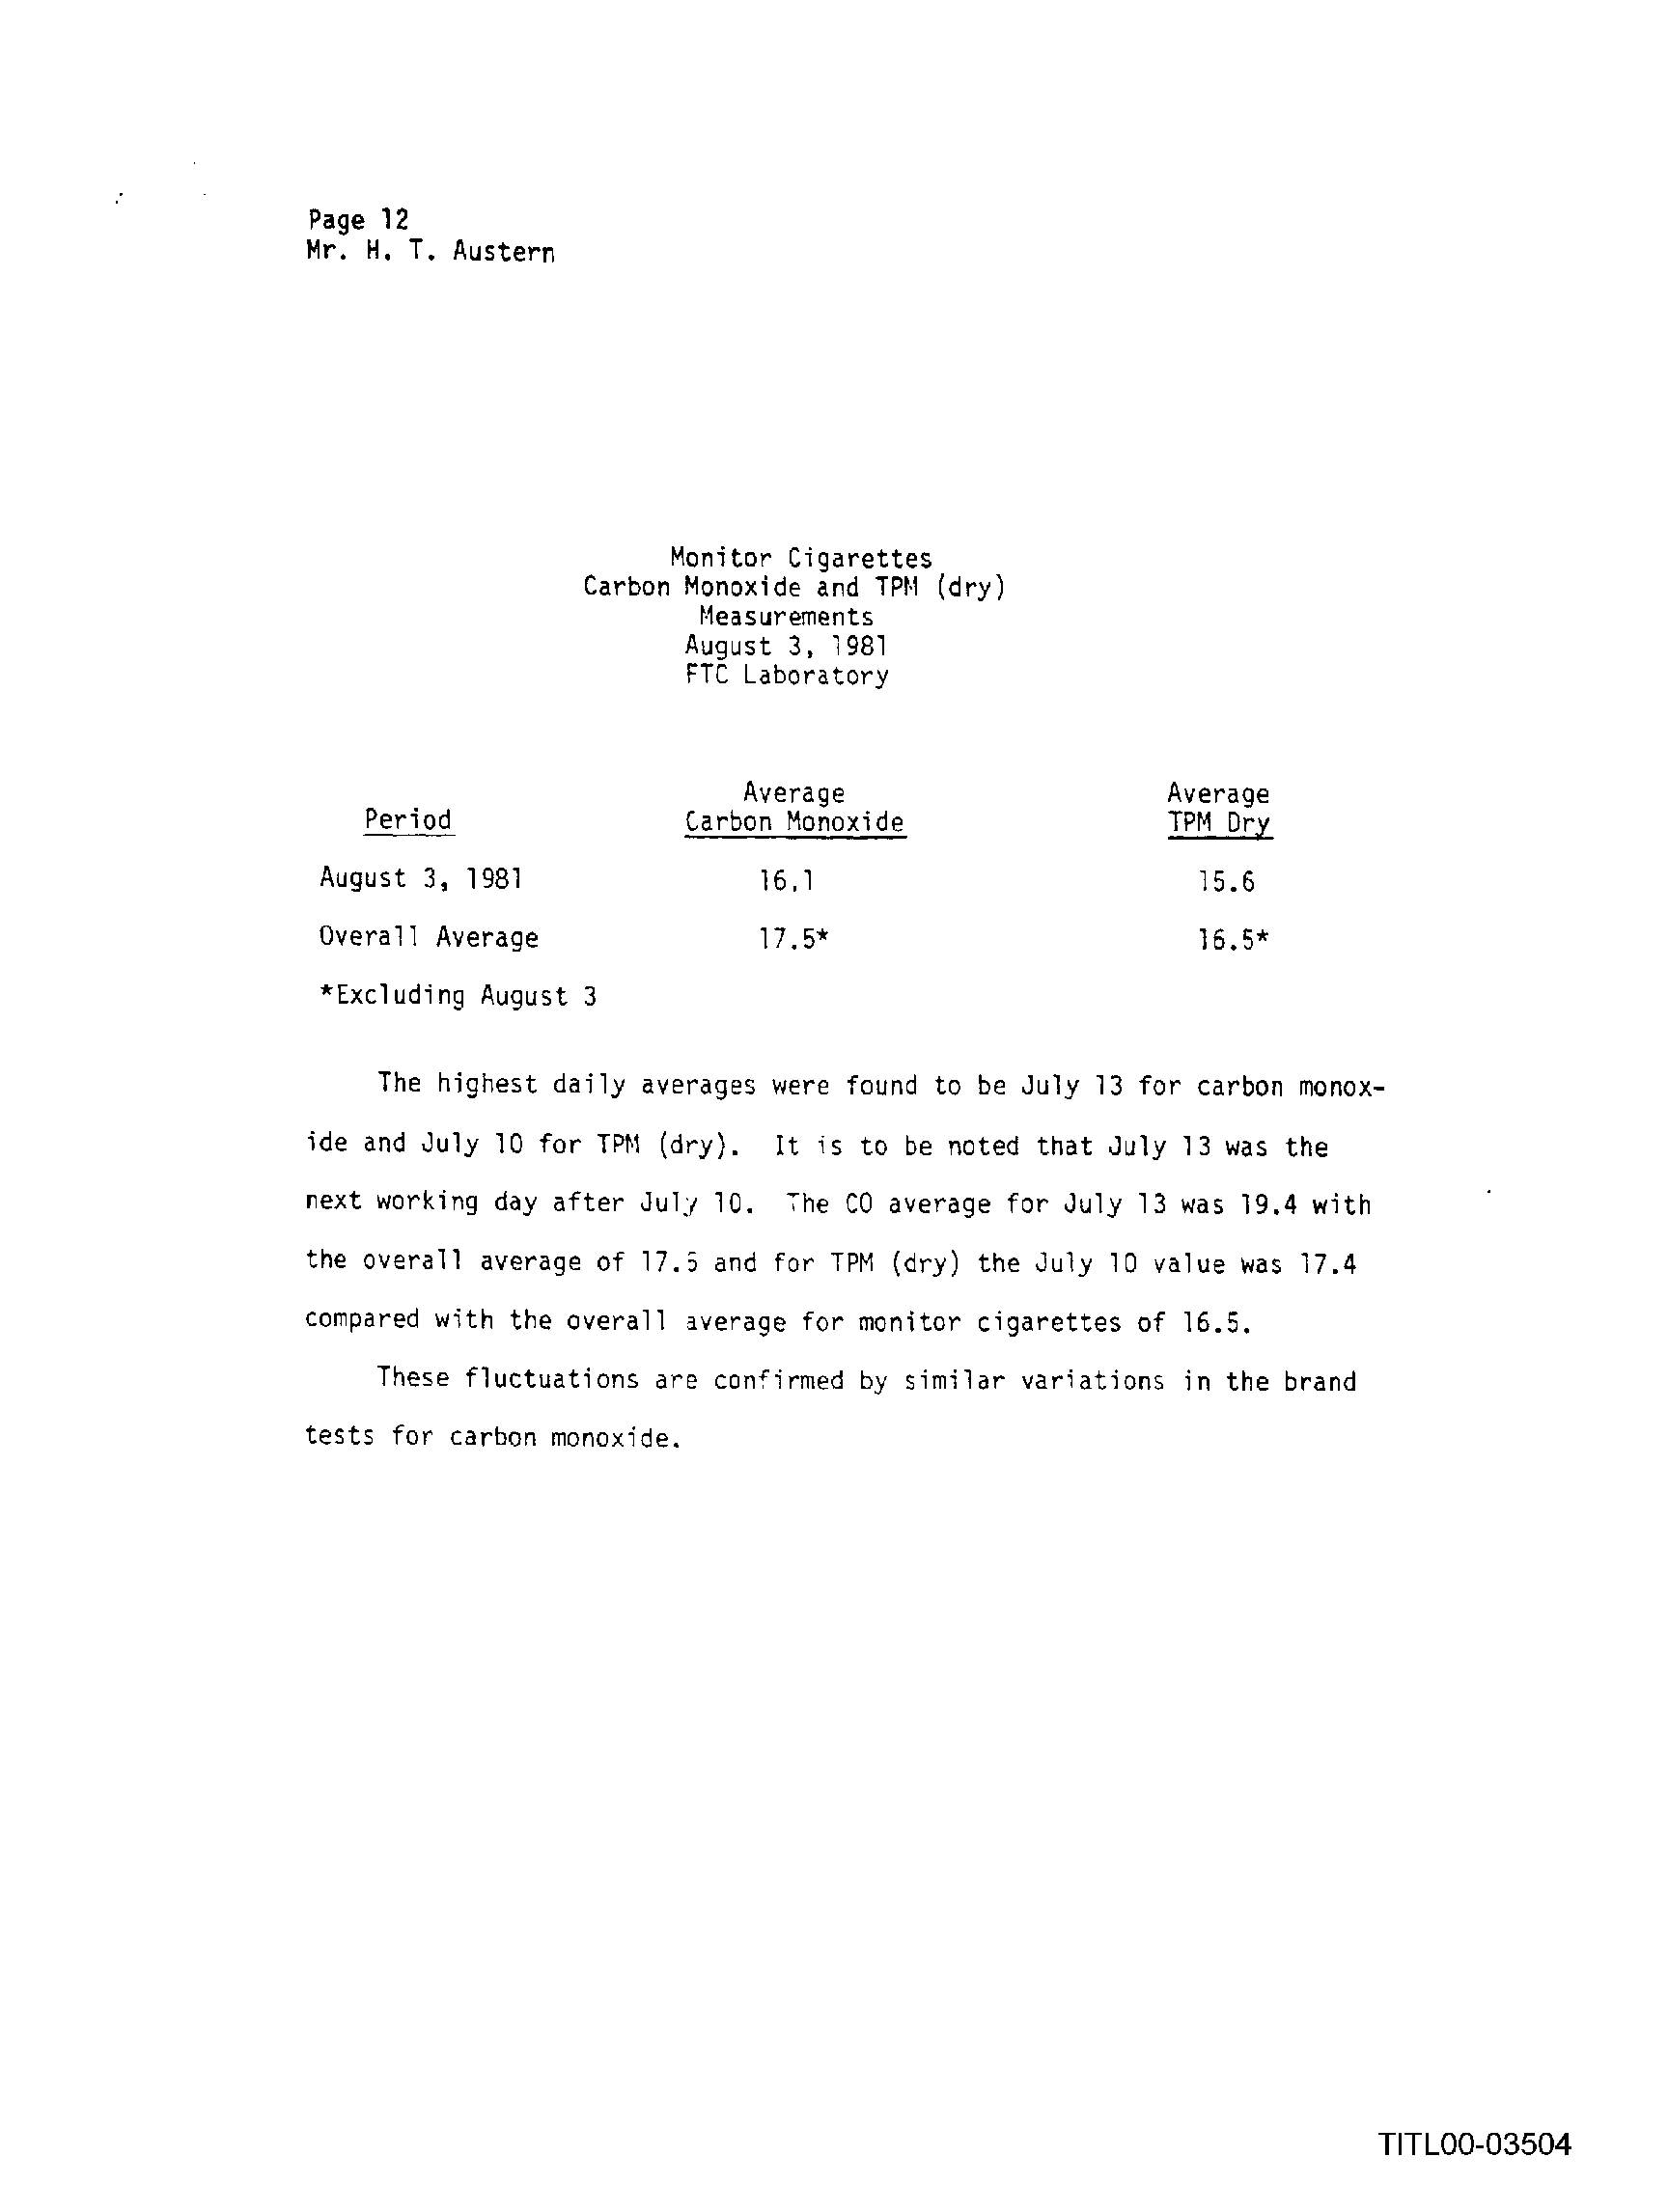 Page 12
Mr. H. T. Austern
Monitor Cigarettes
Carbon Monoxide and TPM (dry)
Measurements
August 3, 1981
FTC Laboratory
Average Average
Period Carbon Monoxide TPM Dry
August 3, 1981 16.1 15.6
Overall Average 17.5* 16.5*
*Excluding August 3
The highest daily averages were found to be July 13 for carbon monox-
ide and July 10 for TPM (dry). It is to be noted that July 13 was the
next working day after July 10. The CO average for July 13 was 19.4 with
the overall average of 17.5 and for TPM (dry) the July 10 value was 17.4
compared with the overall average for monitor cigarettes of 16.5.
These fluctuations are confirmed by similar variations in the brand
tests for carbon monoxide.
TITL00-03504